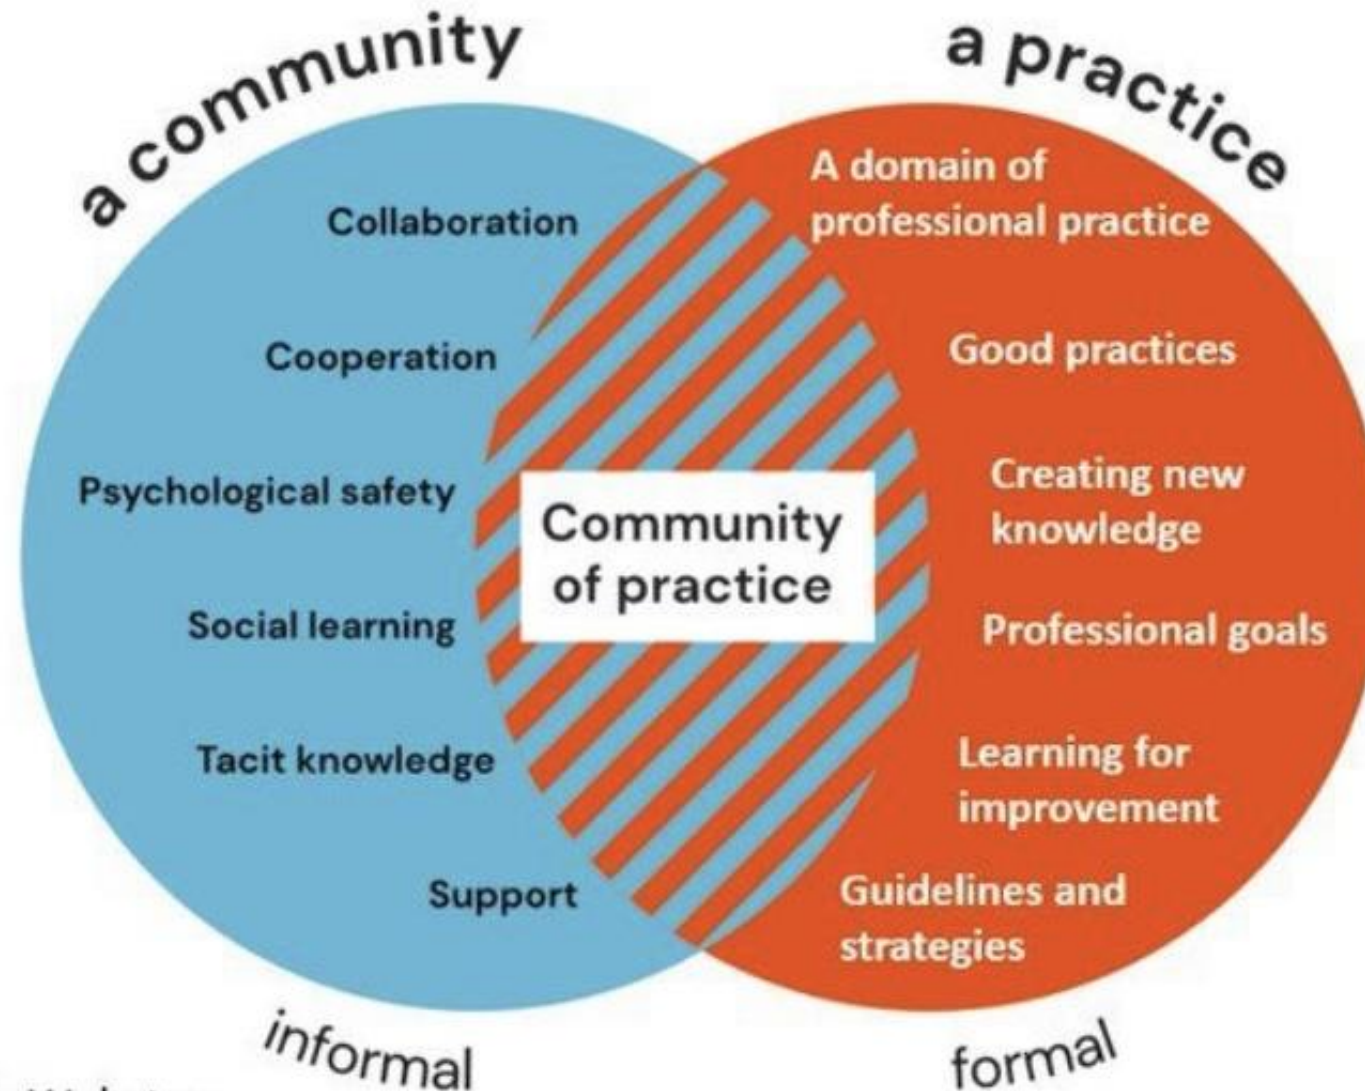 a community
a practice
Collaboration
Cooperation
Psychological safety
Social learning
Tacit knowledge
Support
Community
of practice
A domain of
professional practice
Good practices
Creating new
knowledge
Professional goals
Learning for
improvement
Guidelines and
strategies
informal
formal